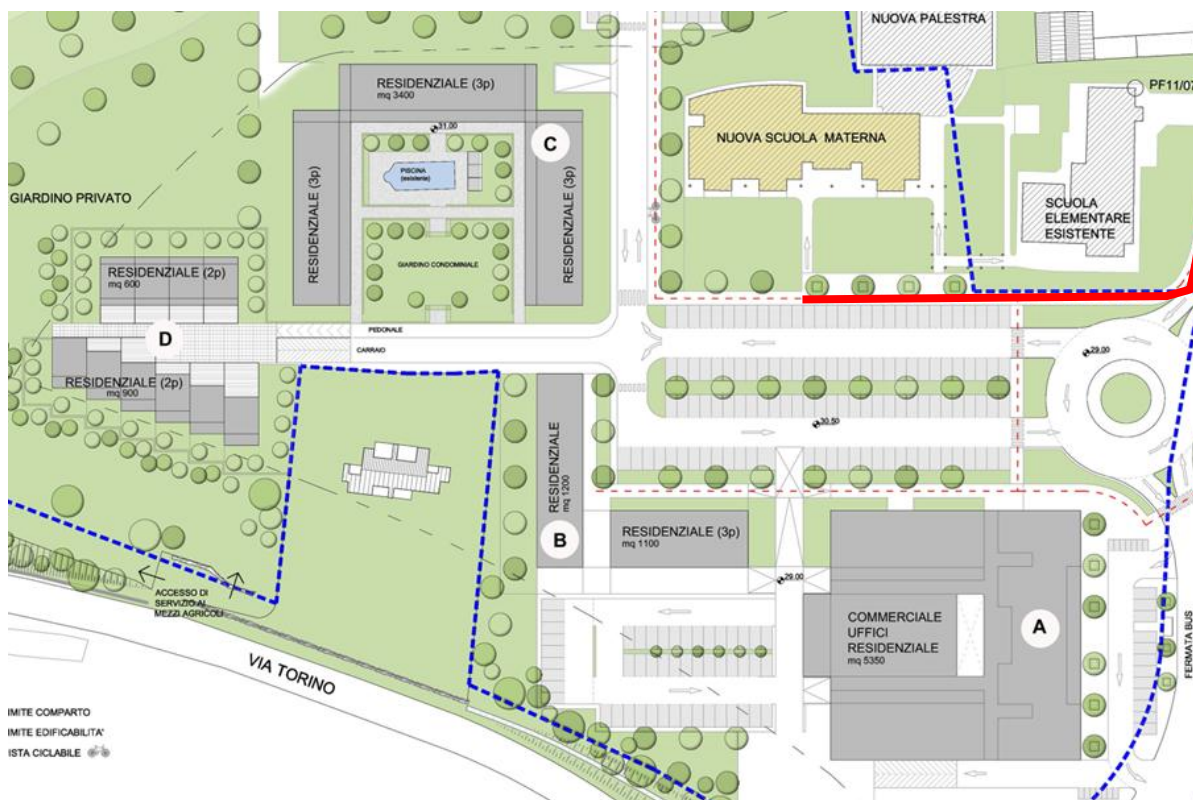 NUOVA PALESTRA
RESIDENZIALE (3p)
mq 3400
PF11/07
31.00
C
NUOVA SCUOLA MATERNA
PISCINA
(esistente)
RESIDENZIALE (3p)
RESIDENZIALE (3p)
GIARDINO PRIVATO
SCUOLA
ELEMENTARE
ESISTENTE
GIARDINO CONDOMINIALE
RESIDENZIALE (2p)
mq 600
PEDONALE
D
CARRAIO
29.00
RESIDENZIALE (2p)
mq 900
30.50
RESIDENZIALE
mq 1200
B
RESIDENZIALE (3p)
mq 1100
29.00
ACCESSO DI
SERVIZIO AI
MEZZI AGRICOLI
COMMERCIALE
UFFICI
RESIDENZIALE
mq 5350
A
FERMATA BUS
VIA TORINO
IMITE COMPARTO
IMITE EDIFICABILITA'
ISTA CICLABILE